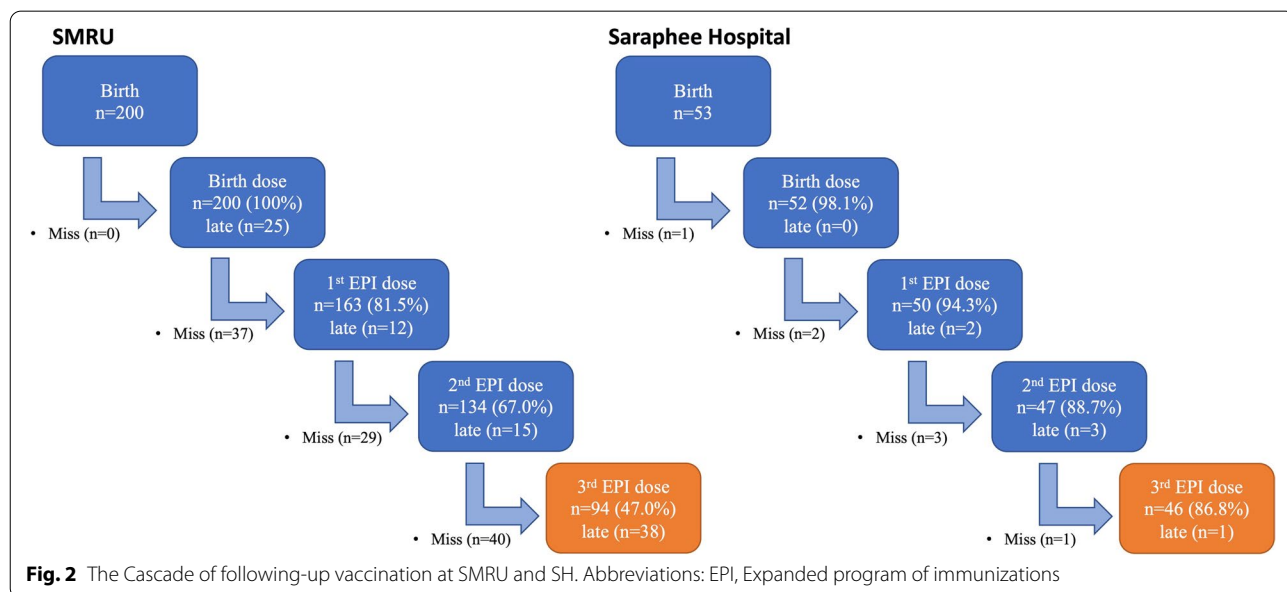 SMRU
Birth
n=200
Birth dose
n=200 (100%)
late (n=25)
• Miss (n=0)
1st EPI dose
n=163 (81.5%)
late (n=12)
• Miss (n=37)
2nd EPI dose
n=134 (67.0%)
late (n=15)
• Miss (n=29)
3rd EPI dose
n=94 (47.0%)
late (n=38)
• Miss (n=40)
Saraphee Hospital
Birth
n=53
Birth dose
n=52 (98.1%)
late (n=0)
• Miss (n=1)
1st EPI dose
n=50 (94.3%)
late (n=2)
• Miss (n=2)
2nd EPI dose
n=47 (88.7%)
late (n=3)
• Miss (n=3)
3rd EPI dose
n=46 (86.8%)
late (n=1)
• Miss (n=1)
Fig. 2 The Cascade of following-up vaccination at SMRU and SH. Abbreviations: EPI, Expanded program of immunizations